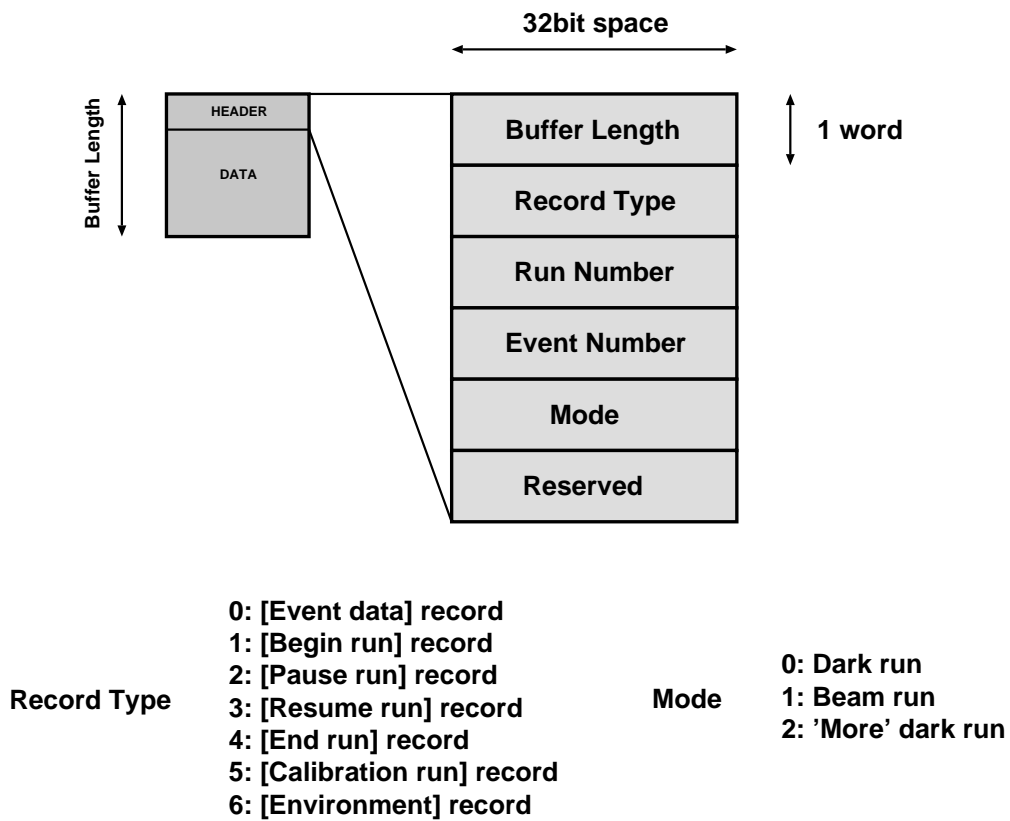 32bit space
Buffer Length
HEADER
DATA
Buffer Length
1 word
Record Type
Run Number
Event Number
Mode
Reserved
Record Type
0: [Event data] record
1: [Begin run] record
2: [Pause run] record
3: [Resume run] record
4: [End run] record
5: [Calibration run] record
6: [Environment] record
Mode
0: Dark run
1: Beam run
2: ’More’ dark run